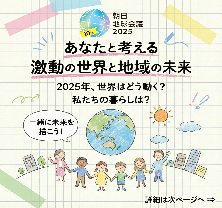 朝日
地球会議
2025
あなたと考える
激動の世界と地域の未来
2025年、世界はどう動く?
私たちの暮らしは?
一緒に未来を
描こう!
詳細は次ページへ ⇒